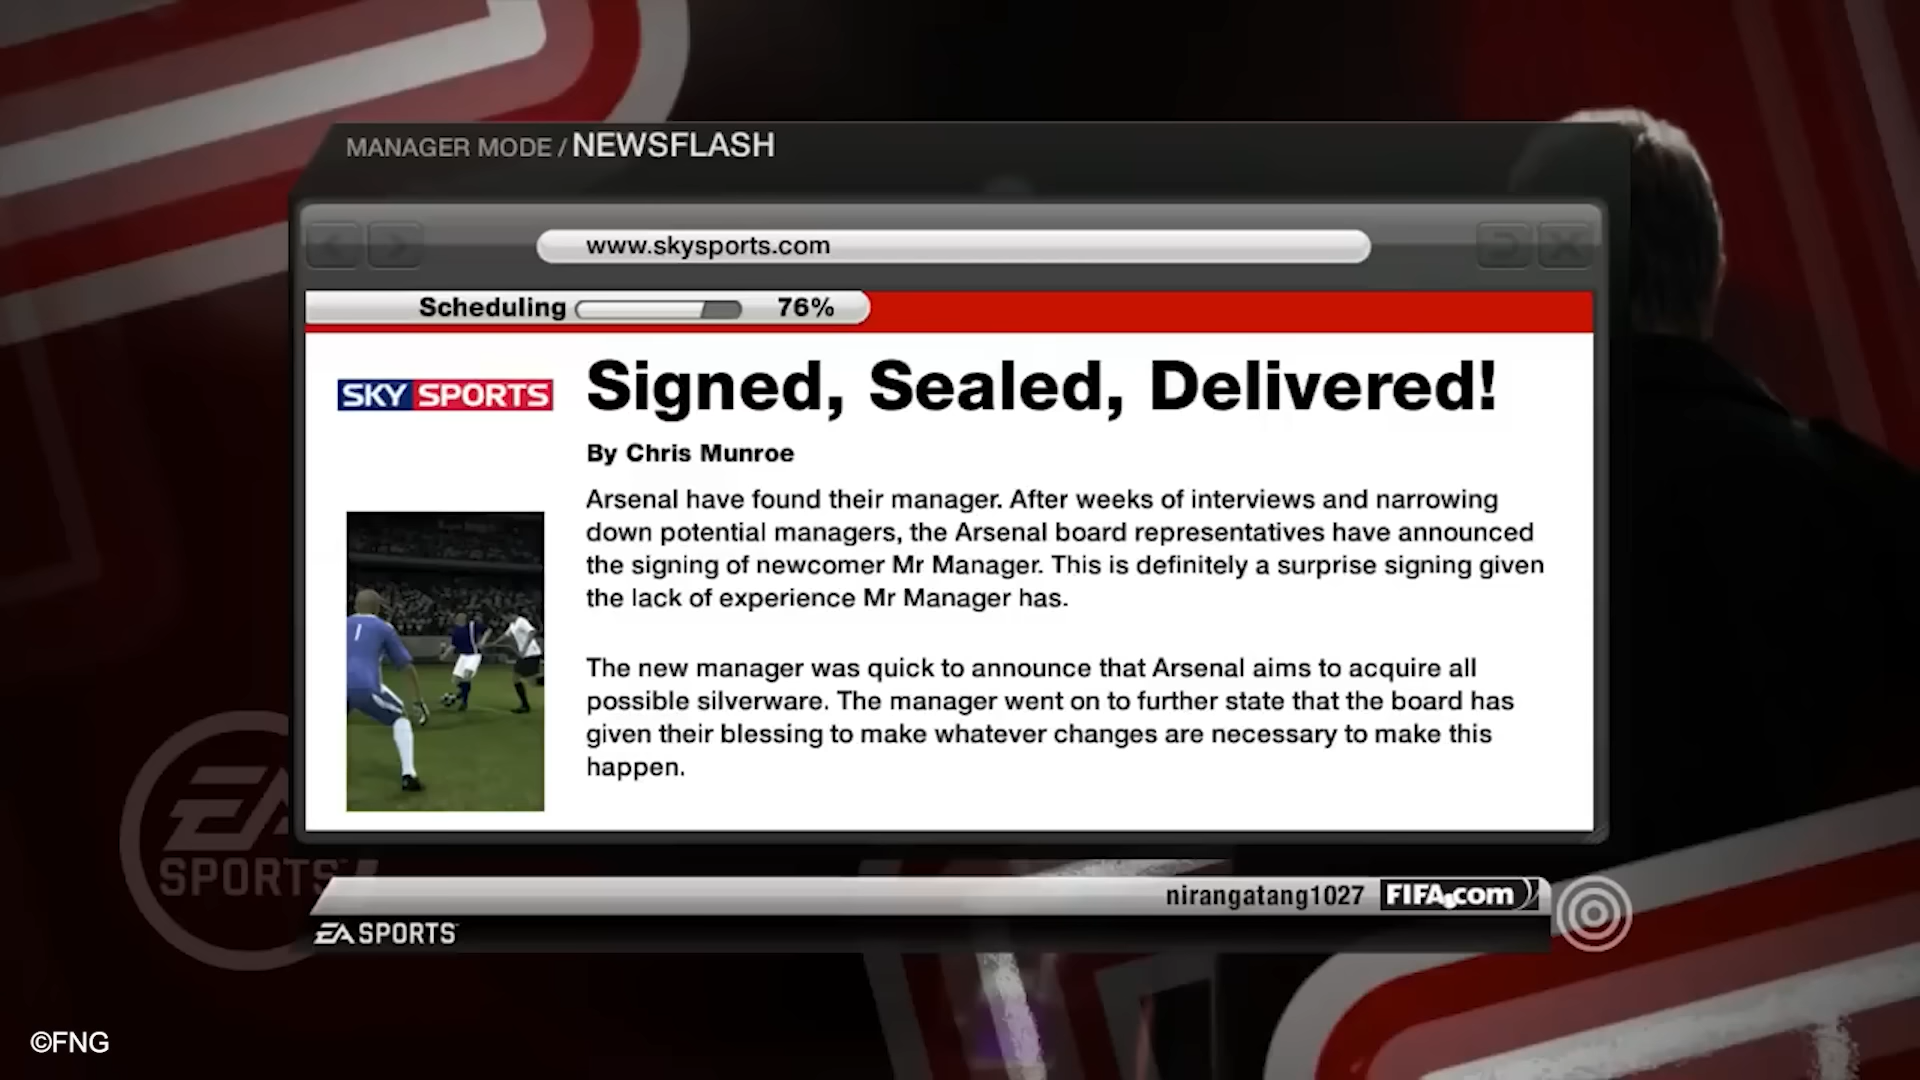 MANAGER MODE / NEWSFLASH
www.skysports.com
Scheduling 76%
SKY SPORTS
Signed, Sealed, Delivered!
By Chris Munroe
Arsenal have found their manager. After weeks of interviews and narrowing
down potential managers, the Arsenal board representatives have announced
the signing of newcomer Mr Manager. This is definitely a surprise signing given
the lack of experience Mr Manager has.
The new manager was quick to announce that Arsenal aims to acquire all
possible silverware. The manager went on to further state that the board has
given their blessing to make whatever changes are necessary to make this
happen.
1
EA
SPORTS
nirangatang1027 FIFA.com
EA SPORTS™
©FNG